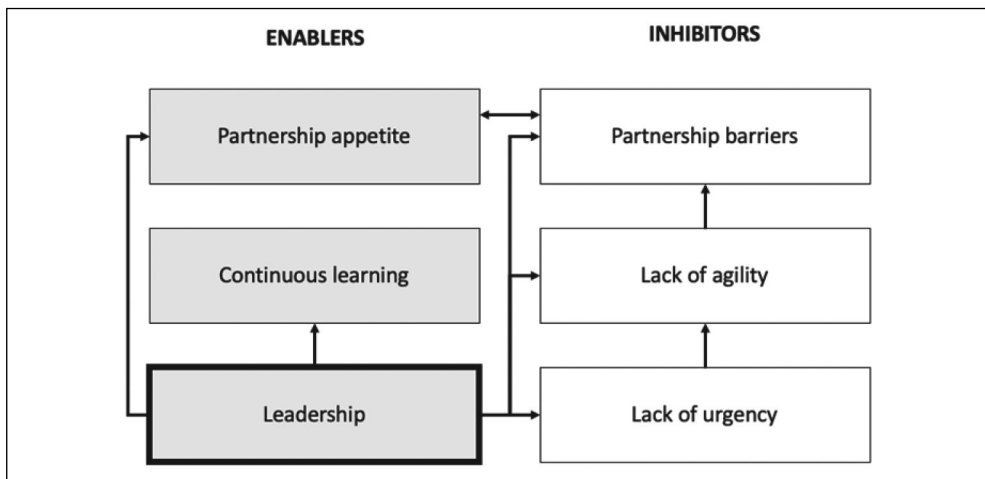 ENABLERS
INHIBITORS
Partnership appetite
Partnership barriers
Continuous learning
Lack of agility
Leadership
Lack of urgency